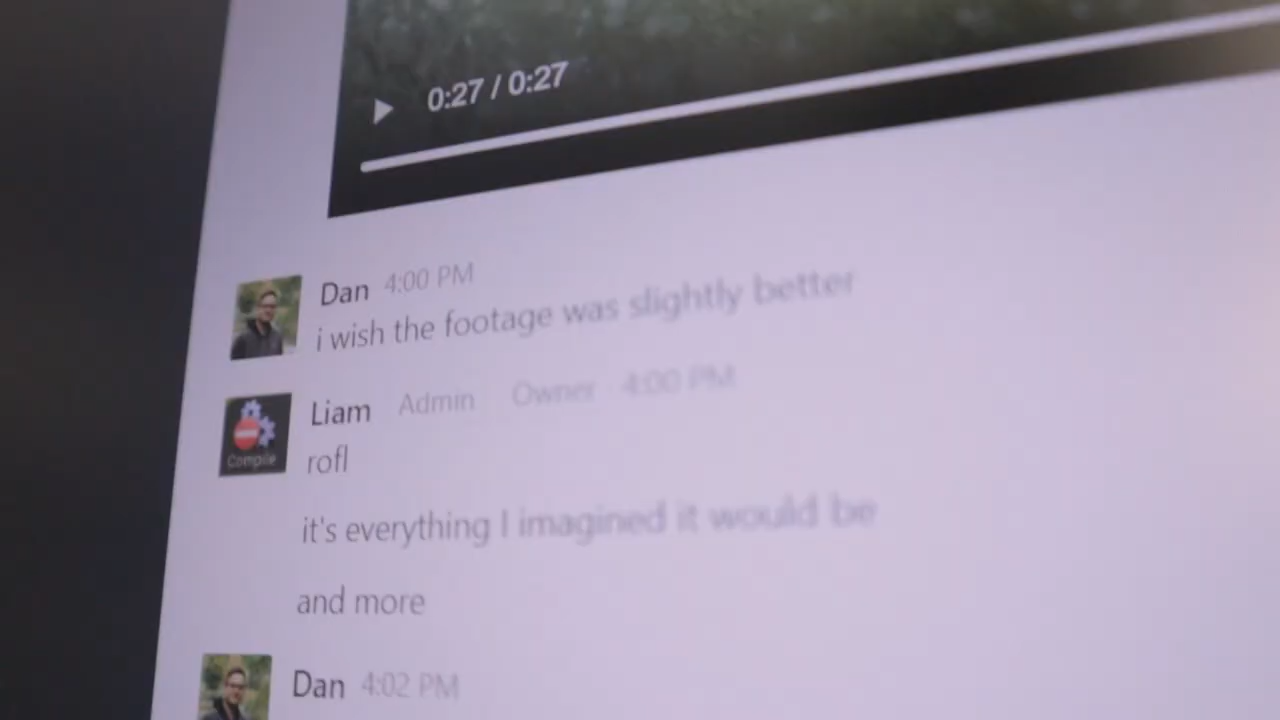 0:27 / 0:27
Dan 4:00 PM
i wish the footage was slightly better
Liam Admin Owner 4:00 PM
Compile
rofl
it's everything I imagined it would be
and more
Dan 4:02 PM